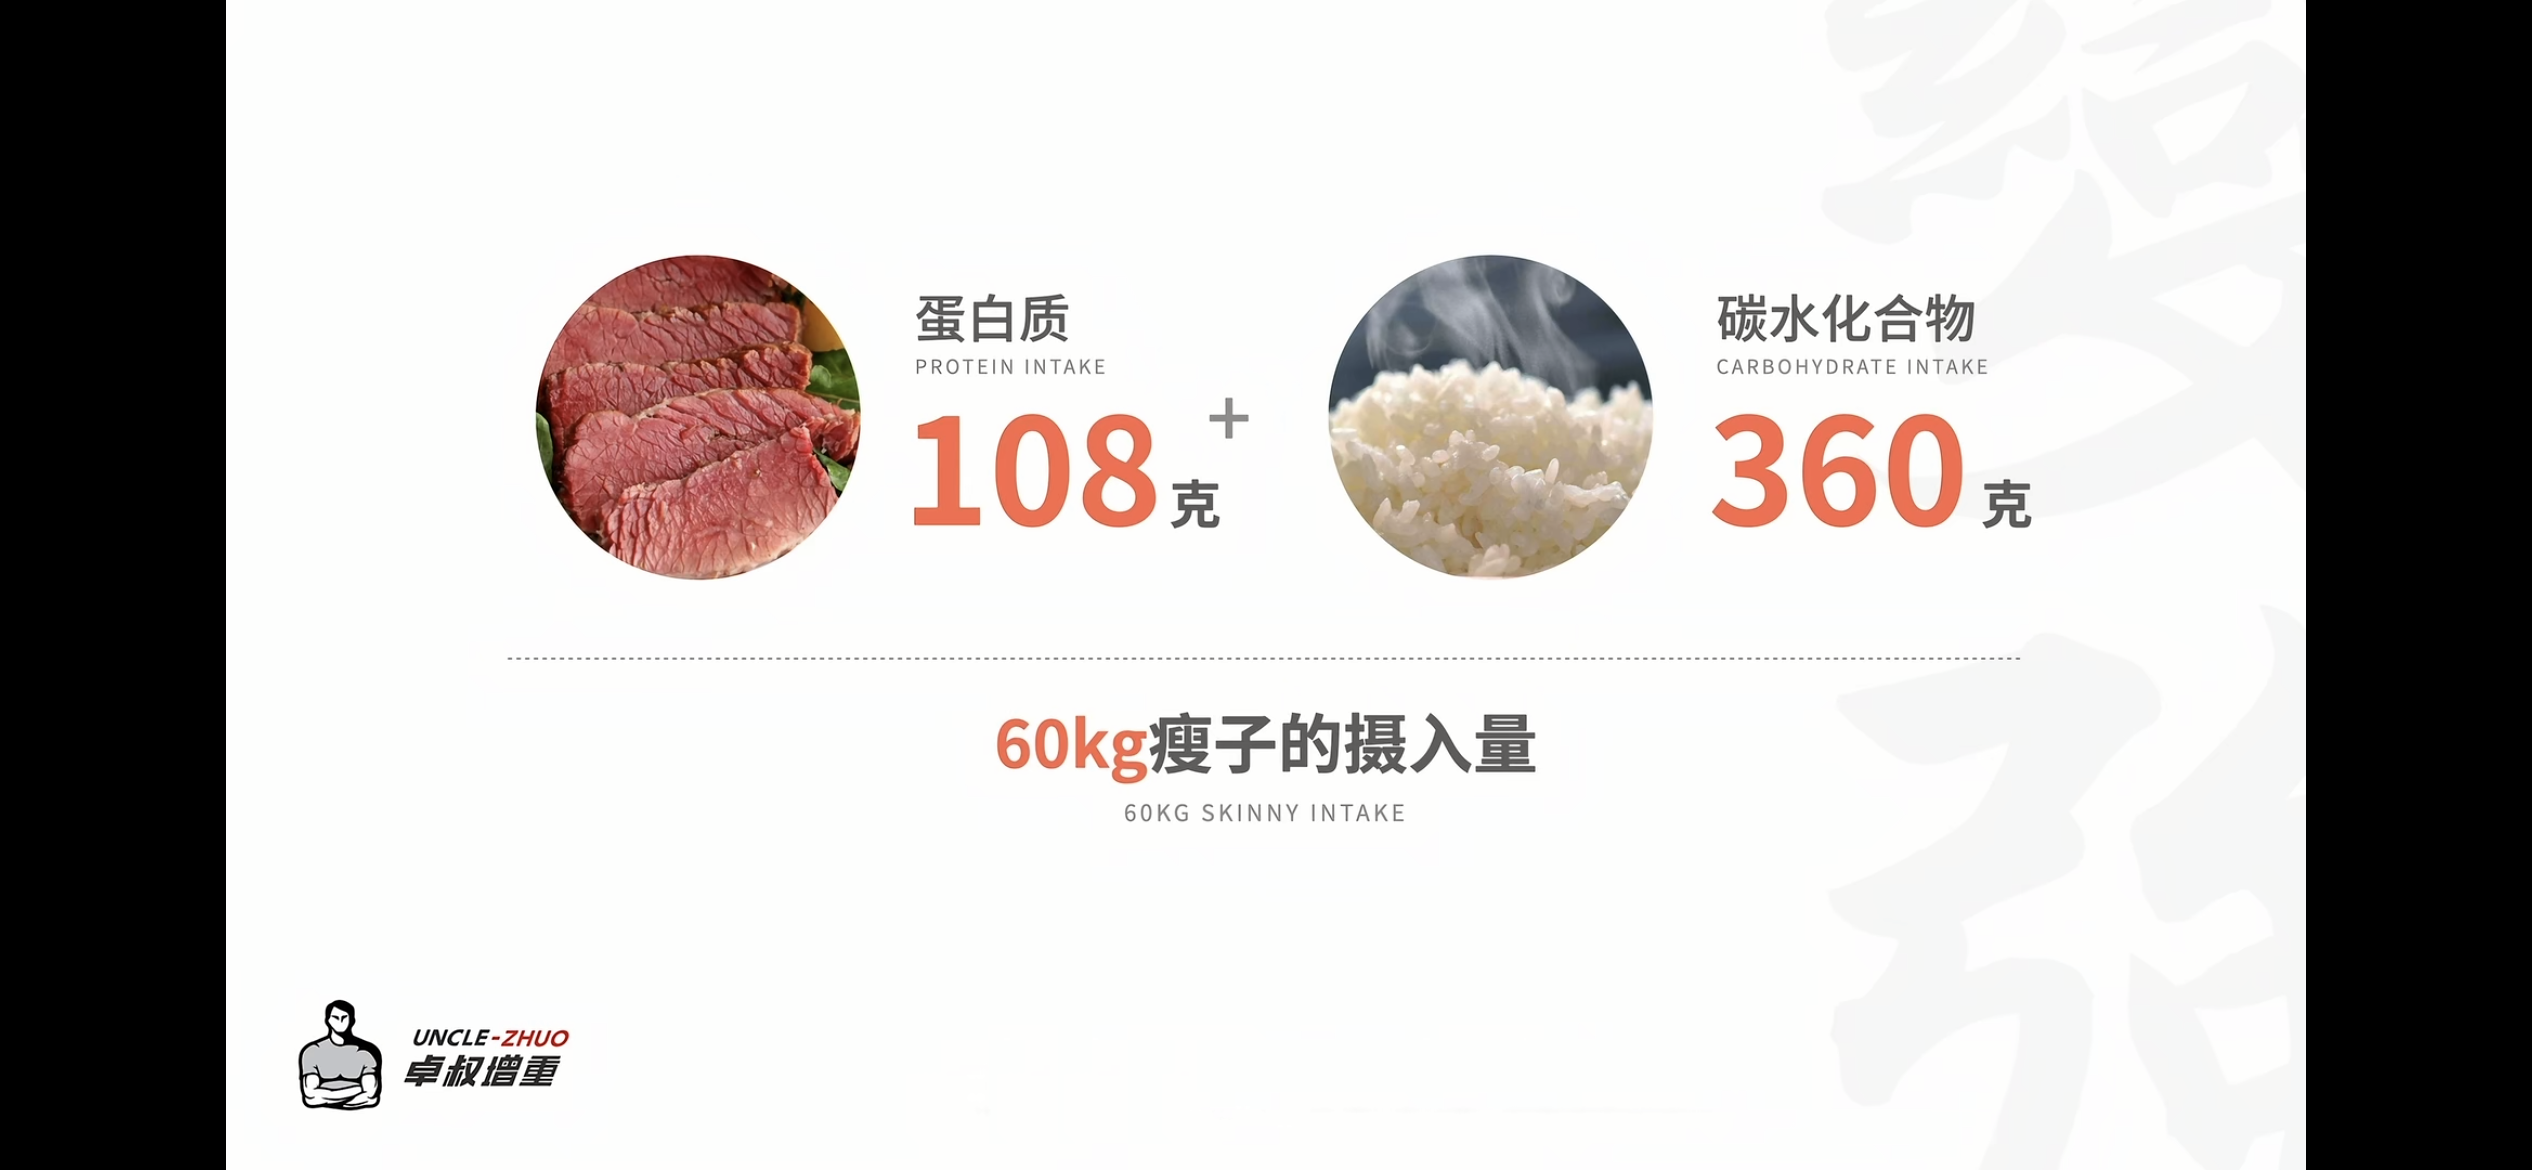 蛋白质
PROTEIN INTAKE
108克
+
碳水化合物
CARBOHYDRATE INTAKE
360克
60kg瘦子的摄入量
60KG SKINNY INTAKE
UNCLE-ZHUO
卓叔增重